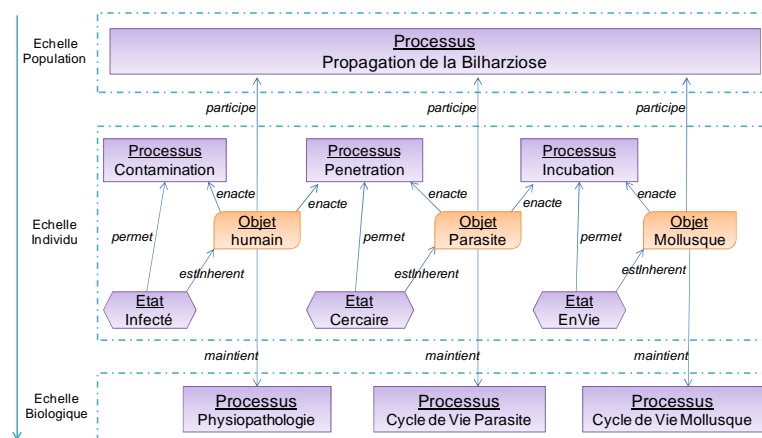 Echelle
Population
Processus
Propagation de la Bilharziose
participe
participe
participe
Processus
Contamination
Processus
Penetration
Processus
Incubation
enacte
enacte
enacte
enacte
enacte
Echelle
Individu
permet
Objet
humain
permet
Objet
Parasite
permet
Objet
Mollusque
estInherent
estInherent
estInherent
Etat
Infecté
Etat
Cercaire
Etat
EnVie
maintient
maintient
maintient
Echelle
Biologique
Processus
Physiopathologie
Processus
Cycle de Vie Parasite
Processus
Cycle de Vie Mollusque